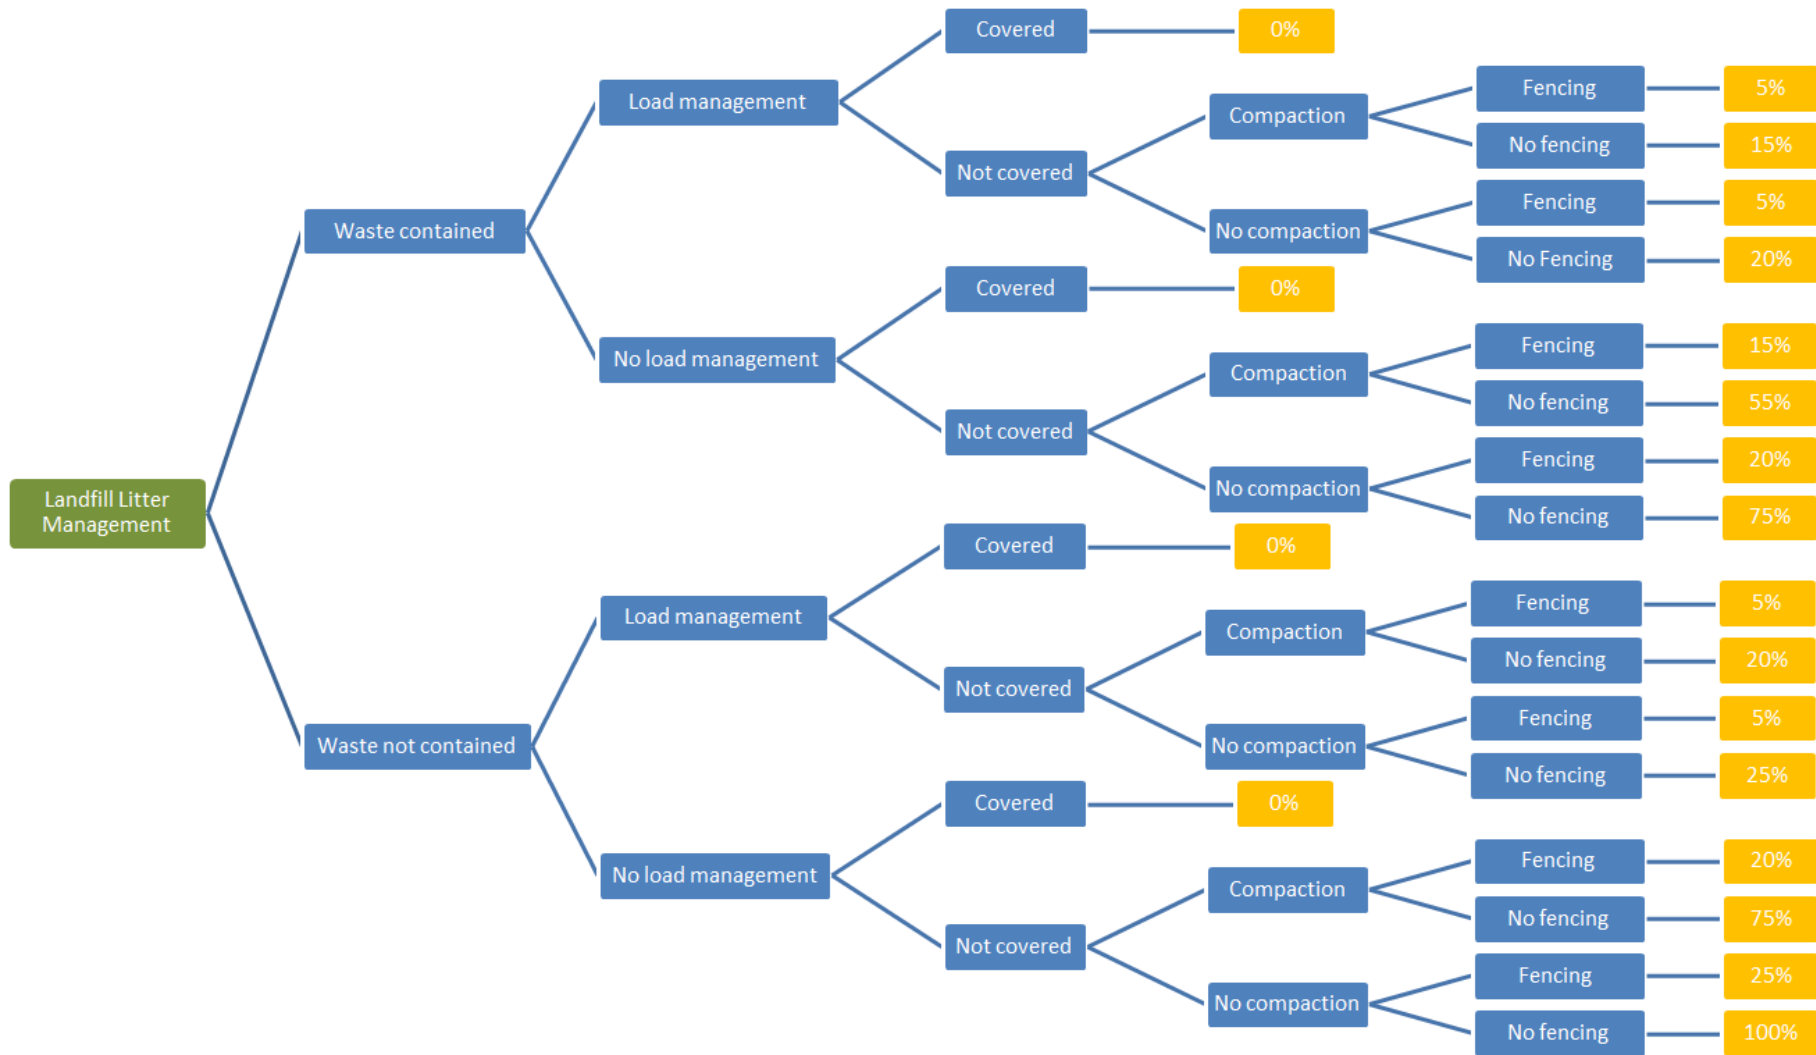 Covered
0%
Load management
Fencing
5%
Compaction
No fencing
15%
Not covered
Fencing
5%
Waste contained
No compaction
No Fencing
20%
Covered
0%
No load management
Fencing
15%
Compaction
No fencing
55%
Not covered
Fencing
20%
No compaction
No fencing
75%
Landfill Litter
Management
Covered
0%
Load management
Fencing
5%
Compaction
No fencing
20%
Not covered
Fencing
5%
Waste not contained
No compaction
No fencing
25%
Covered
0%
No load management
Fencing
20%
Compaction
No fencing
75%
Not covered
Fencing
25%
No compaction
No fencing
100%